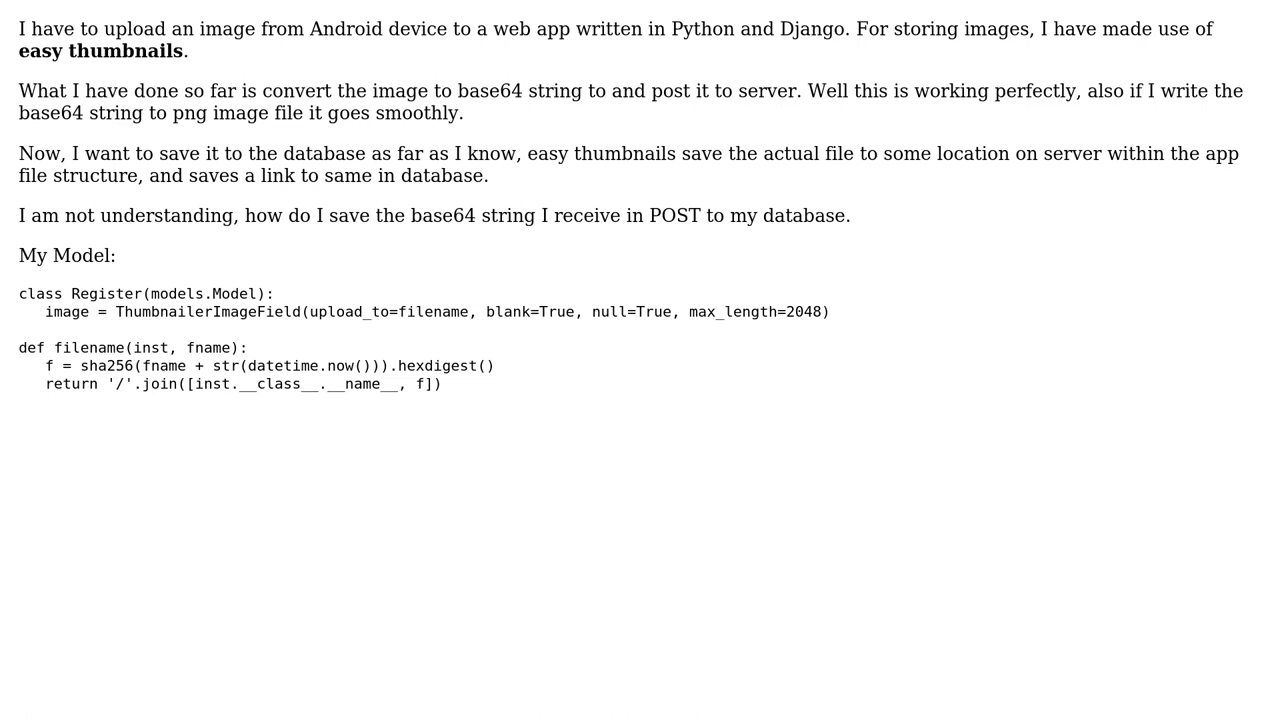 I have to upload an image from Android device to a web app written in Python and Django. For storing images, I have made use of
easy thumbnails.
What I have done so far is convert the image to base64 string to and post it to server. Well this is working perfectly, also if I write the
base64 string to png image file it goes smoothly.
Now, I want to save it to the database as far as I know, easy thumbnails save the actual file to some location on server within the app
file structure, and saves a link to same in database.
I am not understanding, how do I save the base64 string I receive in POST to my database.
My Model:
class Register(models.Model):
   image = ThumbnailerImageField(upload_to=filename, blank=True, null=True, max_length=2048)
def filename(inst, fname):
   f = sha256(fname + str(datetime.now())).hexdigest()
   return '/'.join([inst.__class__.__name__, f])